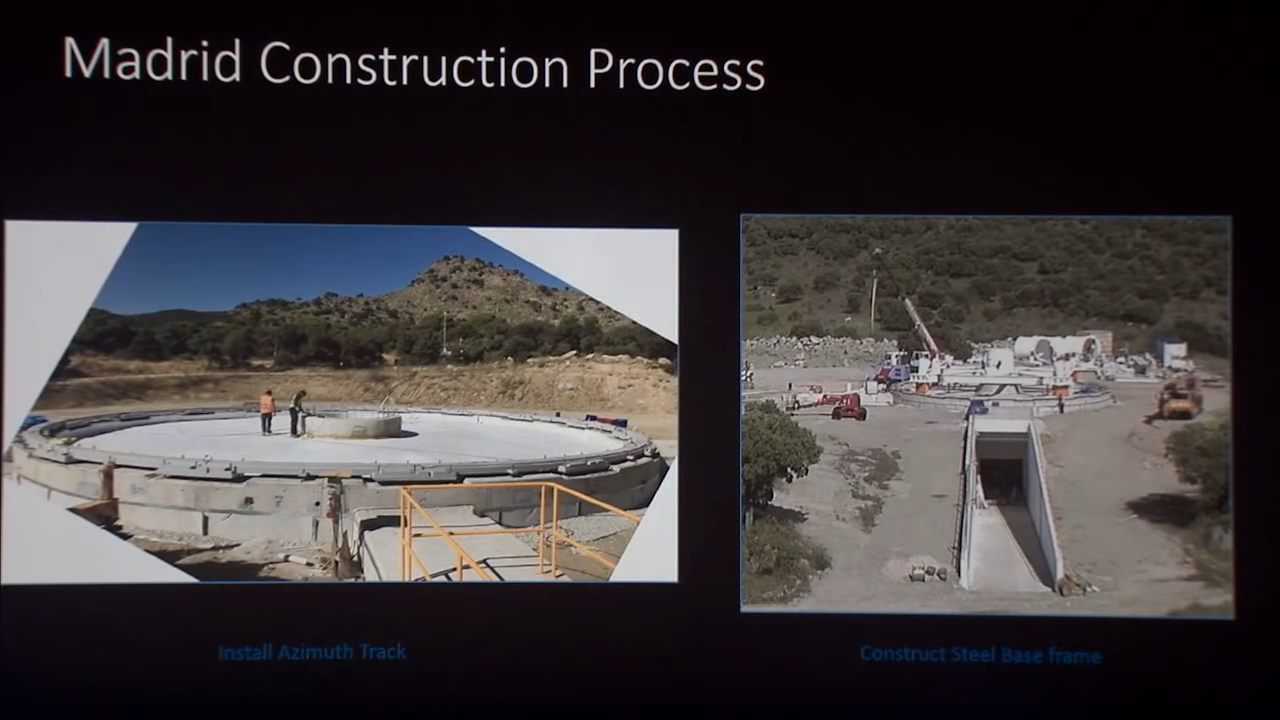 Madrid Construction Process
Install Azimuth Track
Construct Steel Base frame